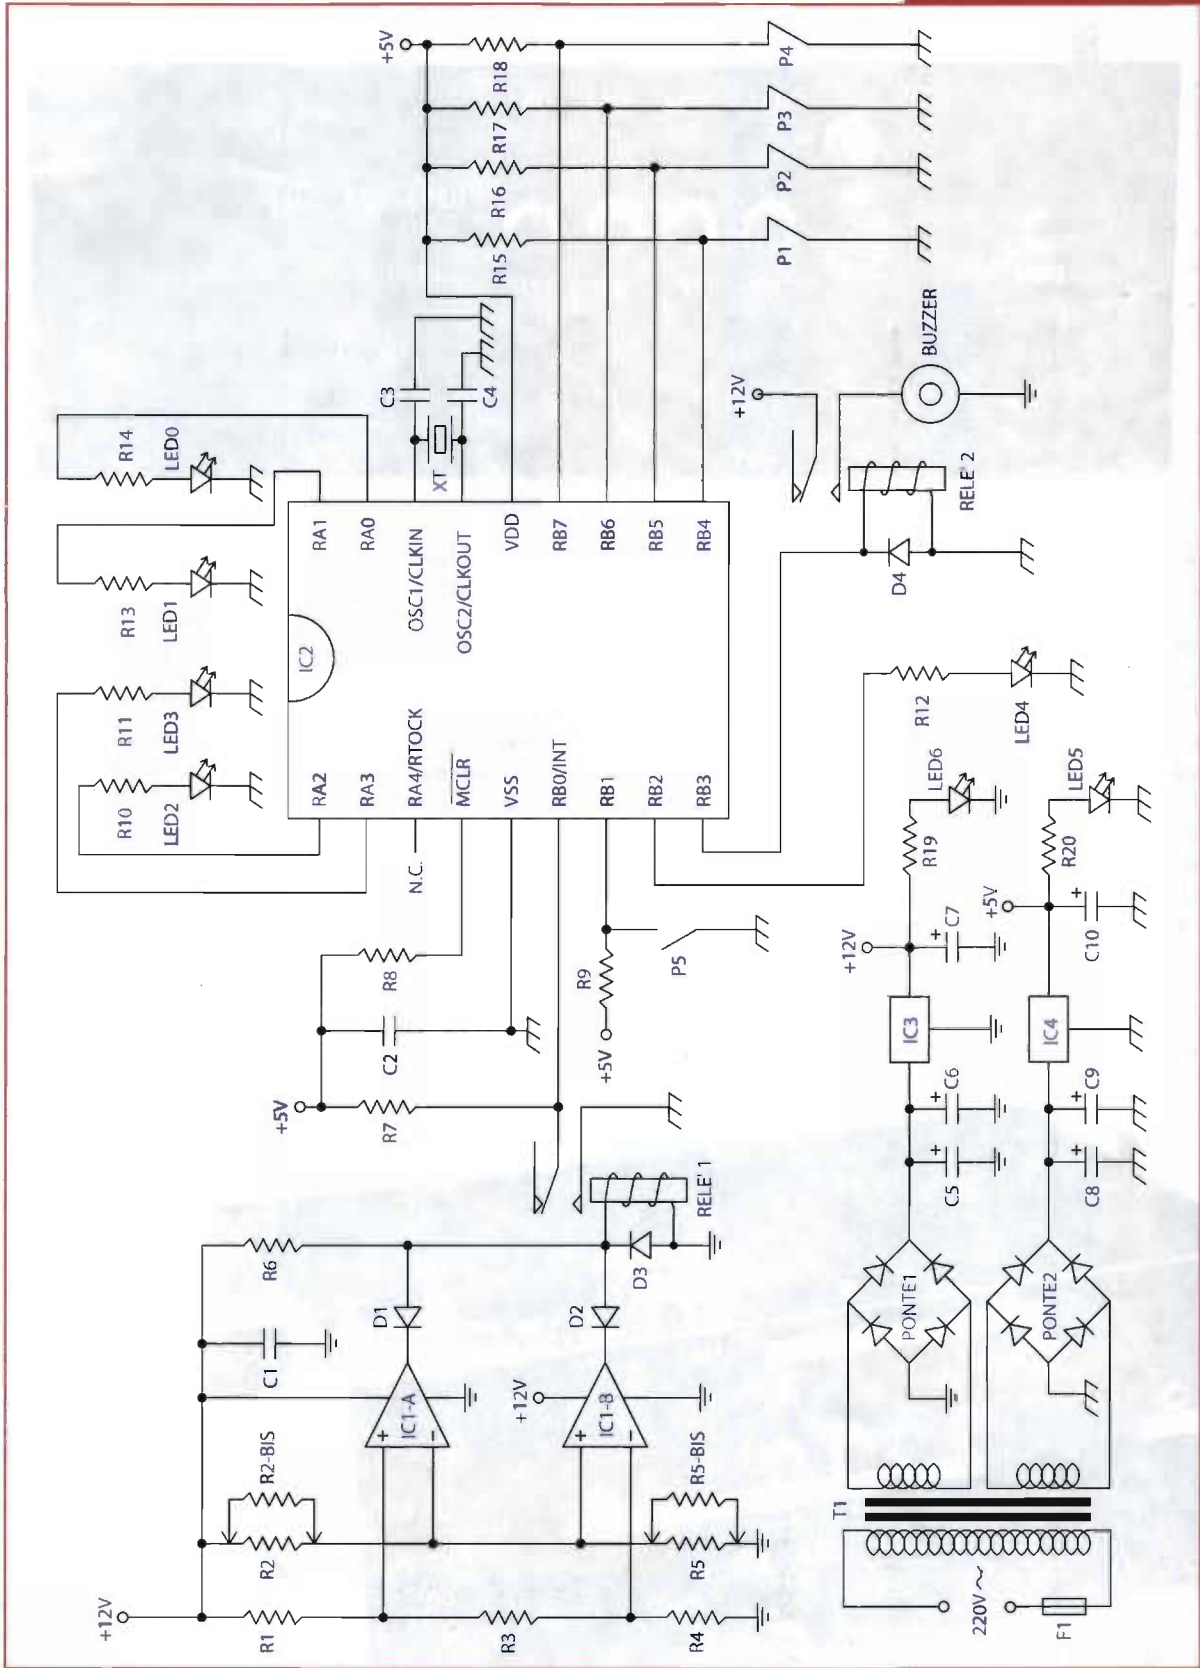 +12V
R1
R3
R4
R2
R2-BIS
R5
R5-BIS
C1
R6
IC1-A
+
−
D1
+12V
IC1-B
+
−
D2
D3
RELE' 1
+5V
R7
C2
R8
+5V
R9
P5
N.C.
R10
LED2
R11
LED3
R13
LED1
R14
LED0
IC2
RA2
RA3
RA4/RTOCK
MCLR
VSS
RB0/INT
RB1
RB2
RB3
RA1
RA0
OSC1/CLKIN
OSC2/CLKOUT
VDD
RB7
RB6
RB5
RB4
XT
C3
C4
+5V
R15
R16
R17
R18
P1
P2
P3
P4
R12
LED4
D4
RELE' 2
+12V
BUZZER
220V ~
F1
T1
PONTE1
C5
+
C6
+
IC3
+12V
C7
+
R19
LED6
PONTE2
C8
+
C9
+
IC4
+5V
C10
+
R20
LED5